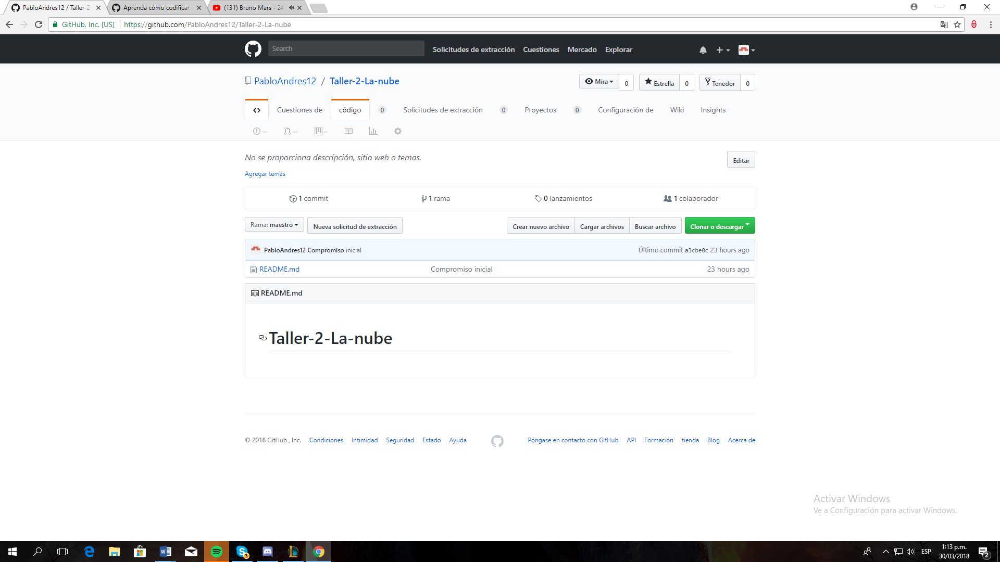 PabloAndres12 / Taller-2
Aprenda cómo codificar
(131) Bruno Mars - 24
GitHub, Inc. [US]
https://github.com/PabloAndres12/Taller-2-La-nube
Search
Solicitudes de extracción Cuestiones Mercado Explorar
PabloAndres12 / Taller-2-La-nube
Mira 0 Estrella 0 Tenedor 0
<> Cuestiones de código 0 Solicitudes de extracción 0 Proyectos 0 Configuración de Wiki Insights
No se proporciona descripción, sitio web o temas.
Editar
Agregar temas
1 commit 1 rama 0 lanzamientos 1 colaborador
Rama: maestro Nueva solicitud de extracción Crear nuevo archivo Cargar archivos Buscar archivo Clonar o descargar
PabloAndres12 Compromiso inicial Último commit a3cbe0c 23 hours ago
README.md Compromiso inicial 23 hours ago
README.md
Taller-2-La-nube
© 2018 GitHub , Inc. Condiciones Intimidad Seguridad Estado Ayuda Póngase en contacto con GitHub API Formación tienda Blog Acerca de
Activar Windows
Ve a Configuración para activar Windows.
3
ESP
1:13 p.m.
30/03/2018
2